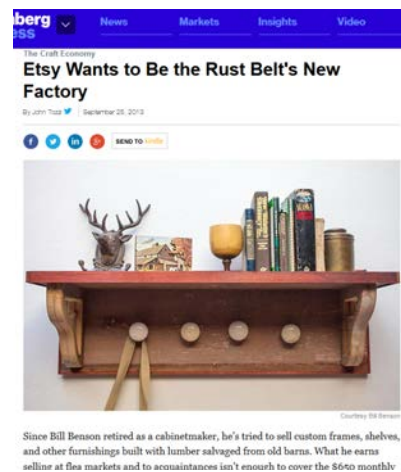 berg
ess
News Markets Insights Video
The Craft Economy
Etsy Wants to Be the Rust Belt's New
Factory
By John Tozzi September 25, 2013
SEND TO kindle
Courtesy Bill Benson
Since Bill Benson retired as a cabinetmaker, he's tried to sell custom frames, shelves,
and other furnishings built with lumber salvaged from old barns. What he earns
selling at flea markets and to acquaintances isn't enough to cover the $650 monthly